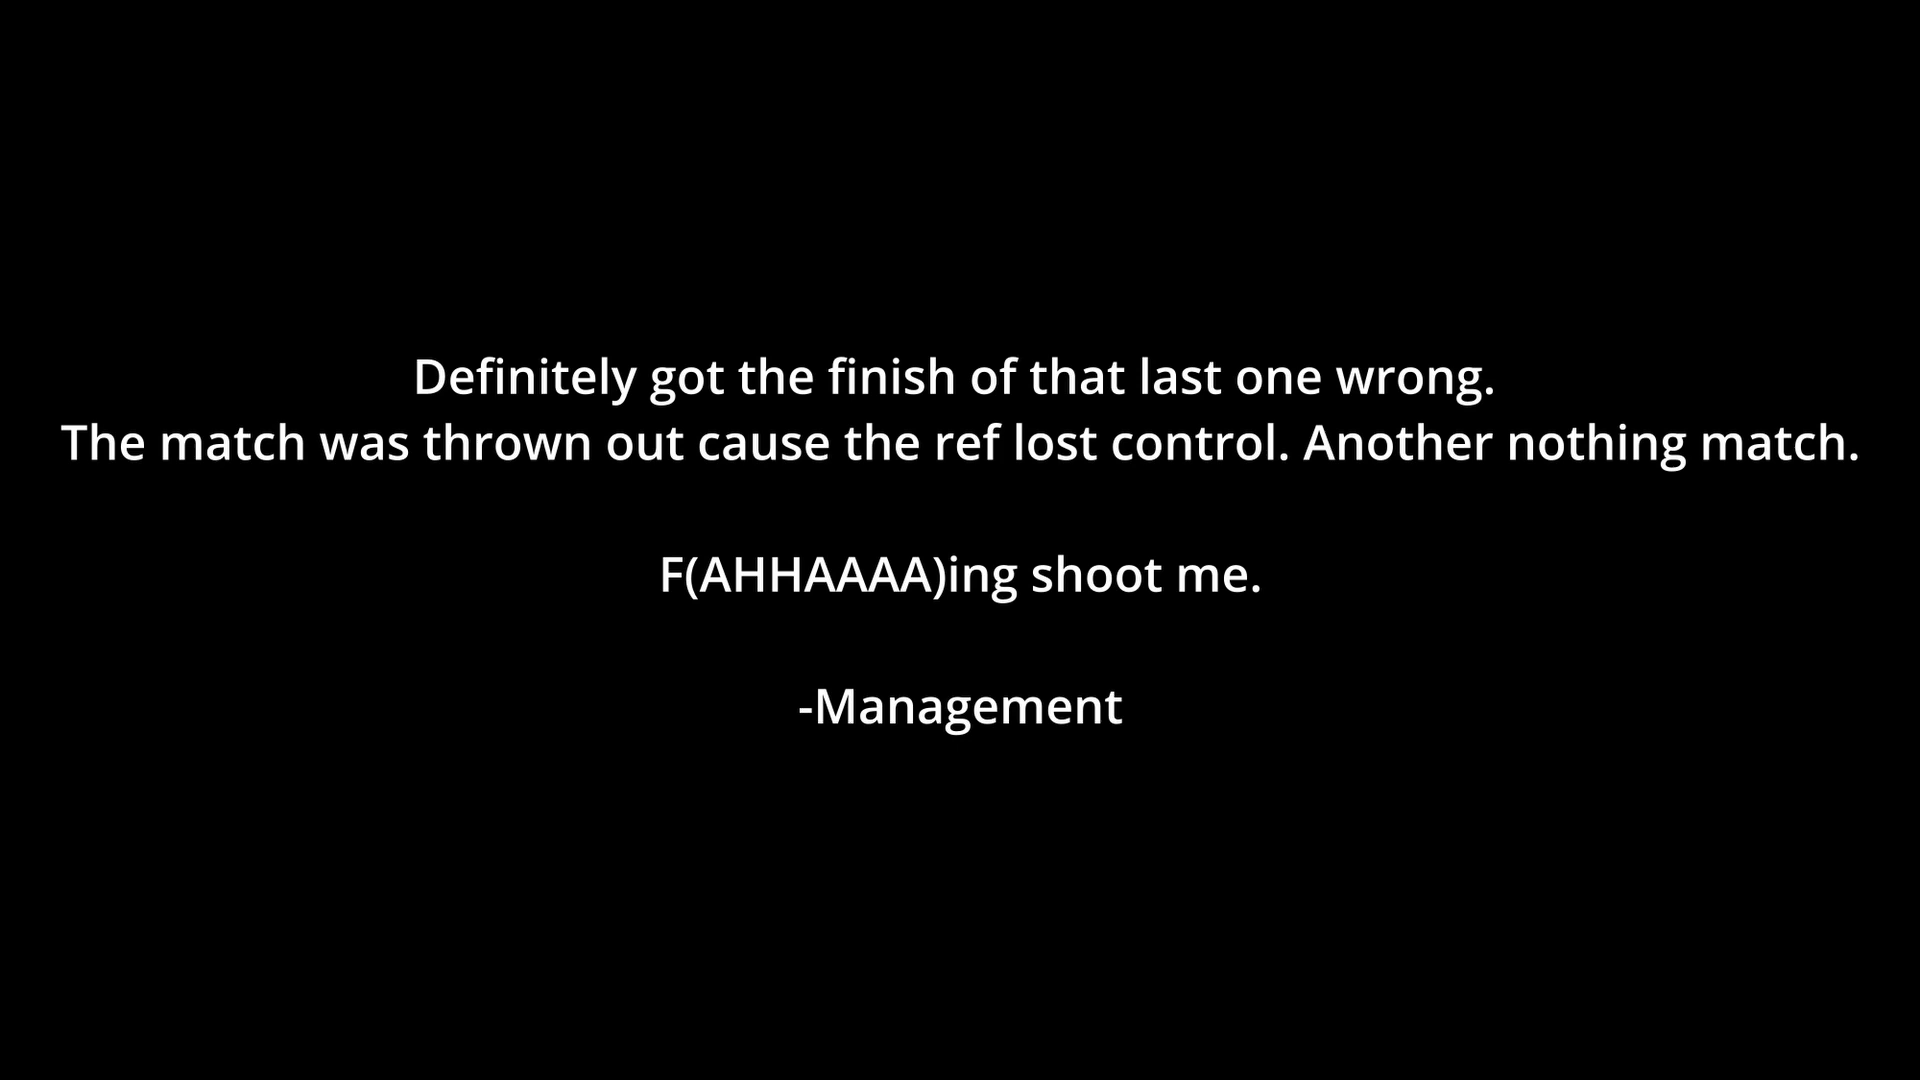 Definitely got the finish of that last one wrong.
The match was thrown out cause the ref lost control. Another nothing match.
F(AHHAAAA)ing shoot me.
-Management